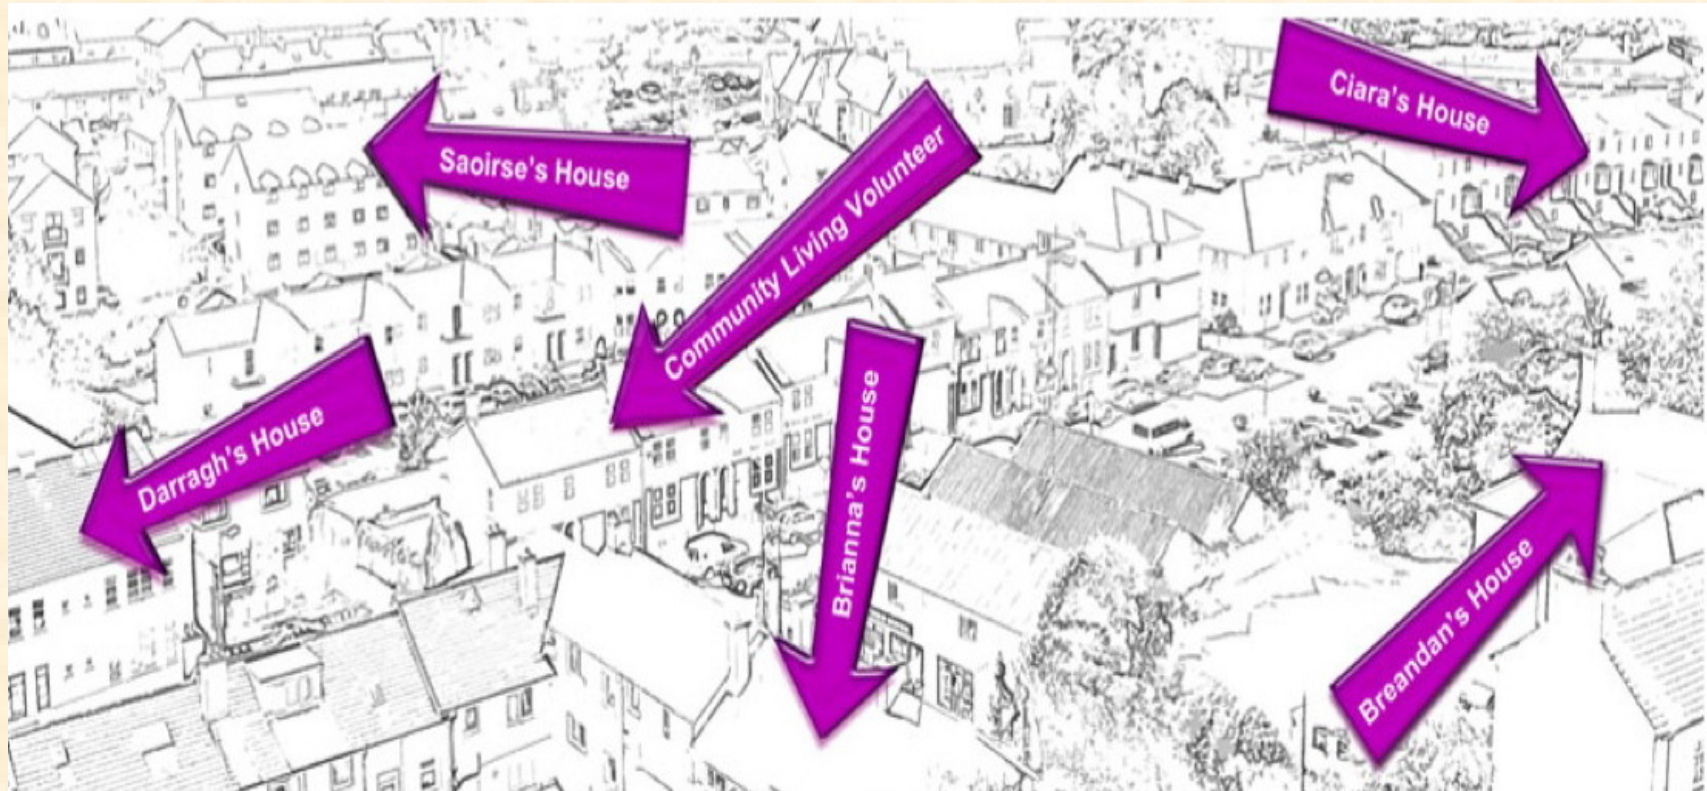 Ciara's House
Saoirse's House
Community Living Volunteer
Darragh's House
Brianna's House
Breandan's House